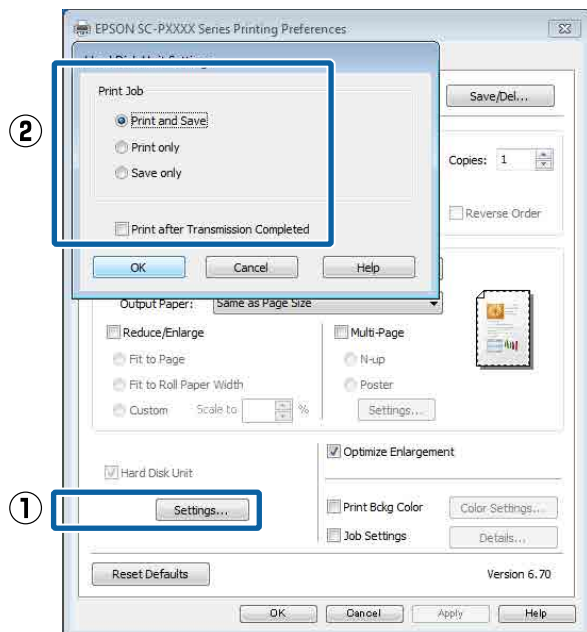 EPSON SC-PXXXX Series Printing Preferences
Print Job
Save/Del...
②
Print and Save
Print only
Copies: 1
Save only
Reverse Order
Print after Transmission Completed
OK Cancel Help
Output Paper: Same as Page Size
Reduce/Enlarge Multi-Page
Fit to Page N-up
Fit to Roll Paper Width Poster
Custom Scale to % Settings...
Optimize Enlargement
Hard Disk Unit
① Settings... Print Bckg Color Color Settings...
Job Settings Details...
Reset Defaults Version 6.70
OK Cancel Apply Help